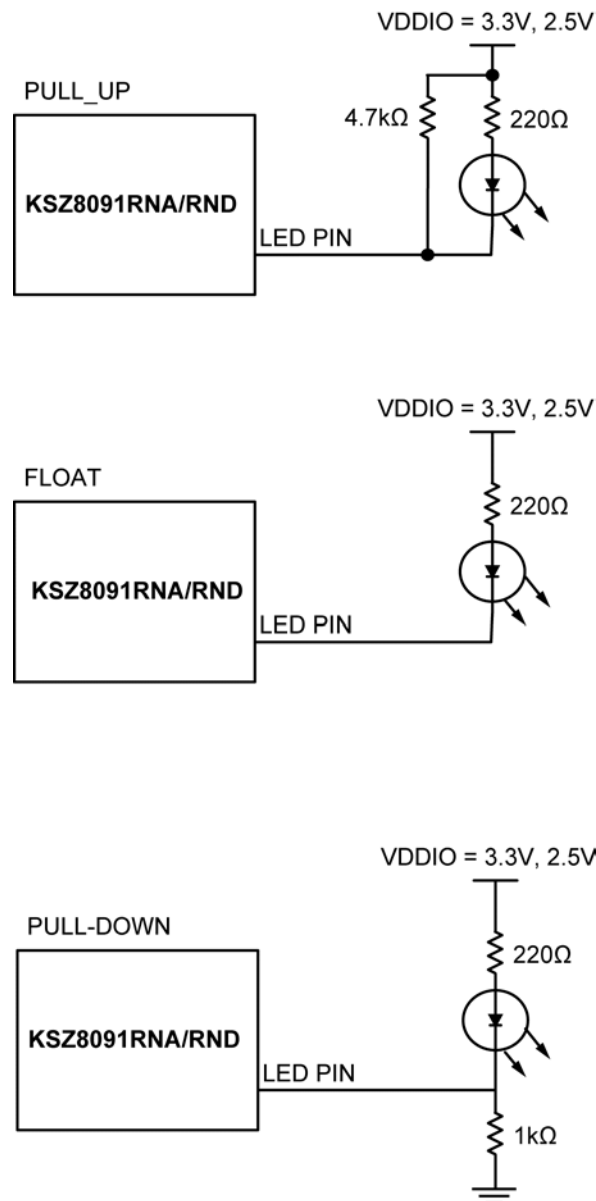 VDDIO = 3.3V, 2.5V
PULL_UP
4.7kΩ
220Ω
KSZ8091RNA/RND
LED PIN
VDDIO = 3.3V, 2.5V
FLOAT
220Ω
KSZ8091RNA/RND
LED PIN
VDDIO = 3.3V, 2.5V
PULL-DOWN
220Ω
KSZ8091RNA/RND
LED PIN
1kΩ